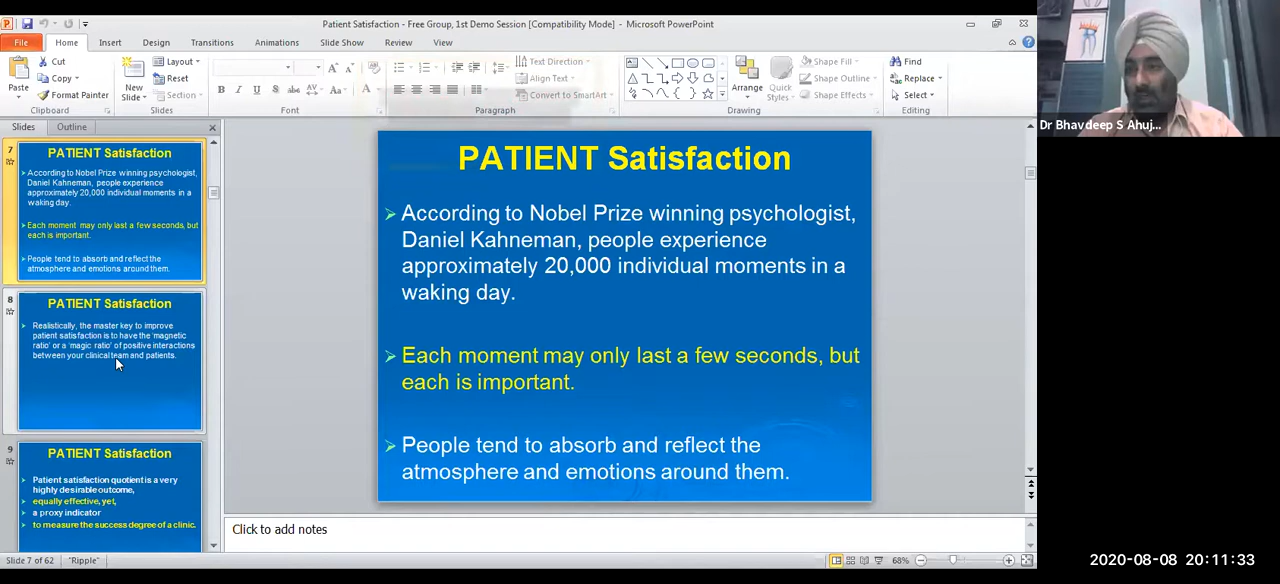 Patient Satisfaction - Free Group, 1st Demo Session [Compatibility Mode] - Microsoft PowerPoint
File Home Insert Design Transitions Animations Slide Show Review View
Paste
Cut
Copy
Format Painter
Clipboard
New
Slide
Layout
Reset
Section
Slides
B I U S abc AV Aa A
Font
Text Direction
Align Text
Convert to SmartArt
Paragraph
Arrange
Quick
Styles
Shape Fill
Shape Outline
Shape Effects
Drawing
Find
Replace
Select
Editing
Dr Bhavdeep S Ahuj...
Slides Outline
7
PATIENT Satisfaction
According to Nobel Prize winning psychologist,
Daniel Kahneman, people experience
approximately 20,000 individual moments in a
waking day.
Each moment may only last a few seconds, but
each is important.
People tend to absorb and reflect the
atmosphere and emotions around them.
8
PATIENT Satisfaction
Realistically, the master key to improve
patient satisfaction is to have the 'magnetic
ratio' or a 'magic ratio' of positive interactions
between your clinical team and patients.
9
PATIENT Satisfaction
Patient satisfaction quotient is a very
highly desirable outcome,
equally effective, yet,
a proxy indicator
to measure the success degree of a clinic.
PATIENT Satisfaction
According to Nobel Prize winning psychologist,
Daniel Kahneman, people experience
approximately 20,000 individual moments in a
waking day.
Each moment may only last a few seconds, but
each is important.
People tend to absorb and reflect the
atmosphere and emotions around them.
Click to add notes
Slide 7 of 62 "Ripple" 68%
2020-08-08 20:11:33